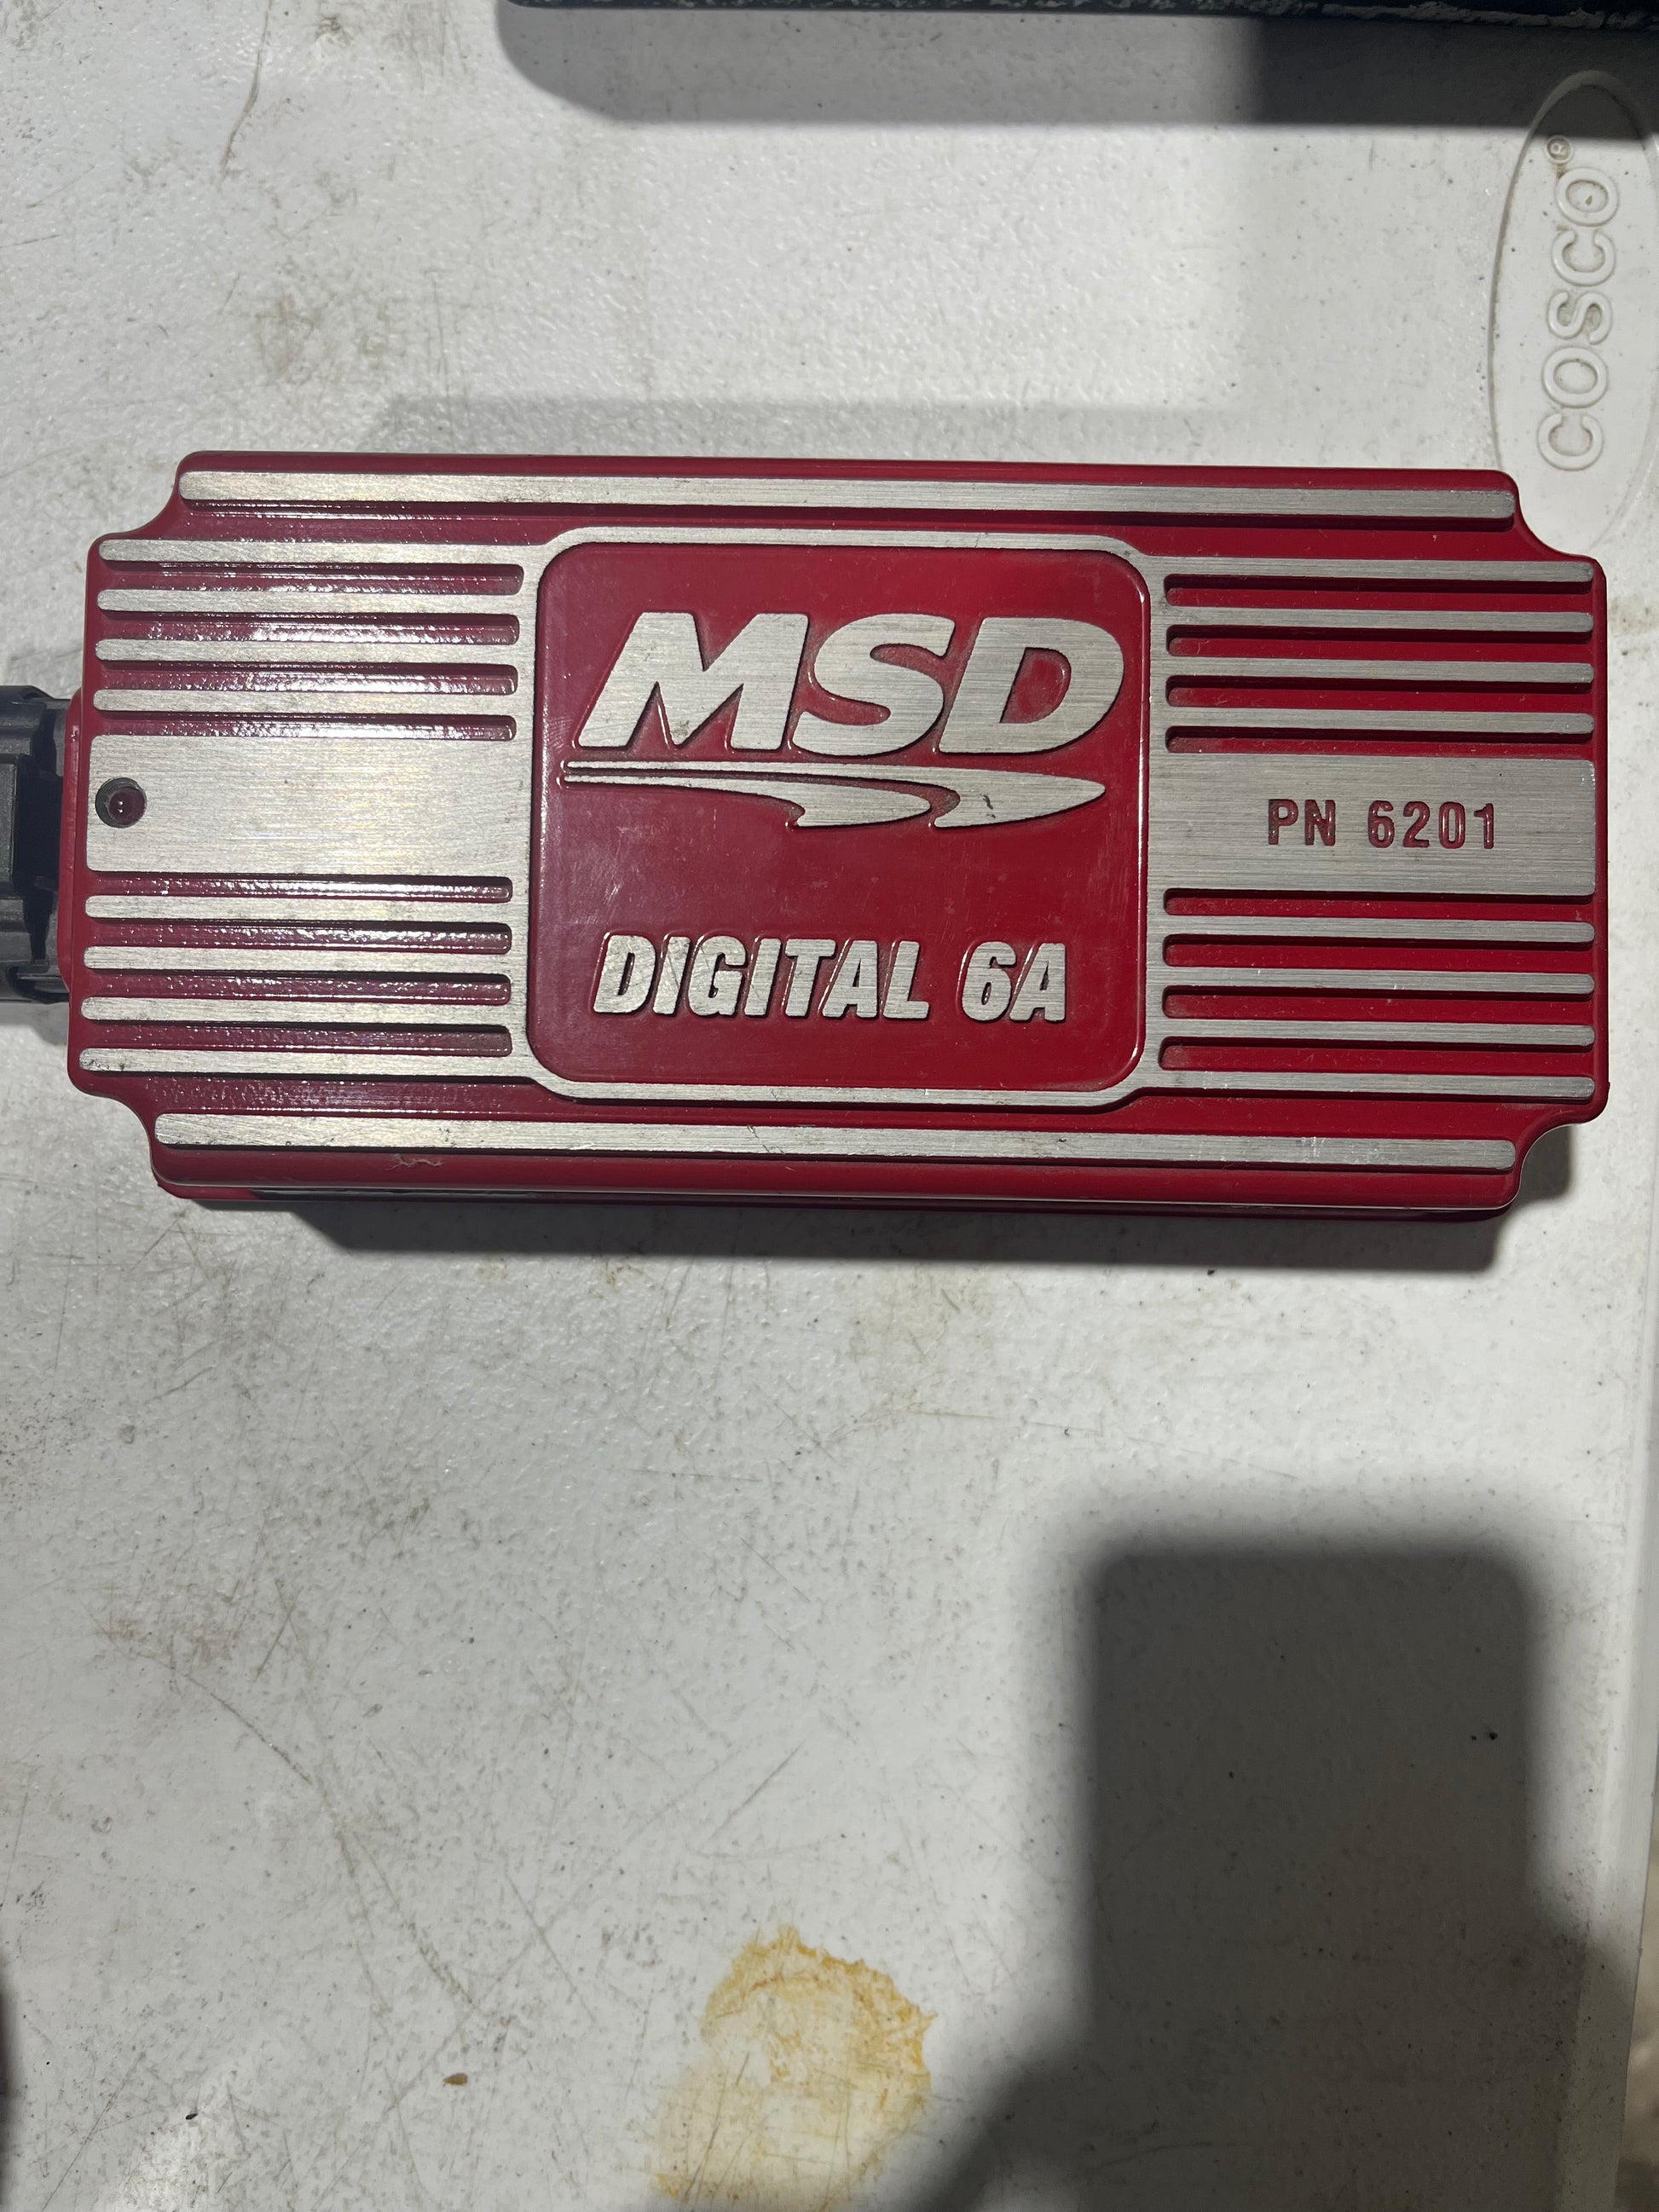 COSCO®
MSD
PN 6201
DIGITAL 6A